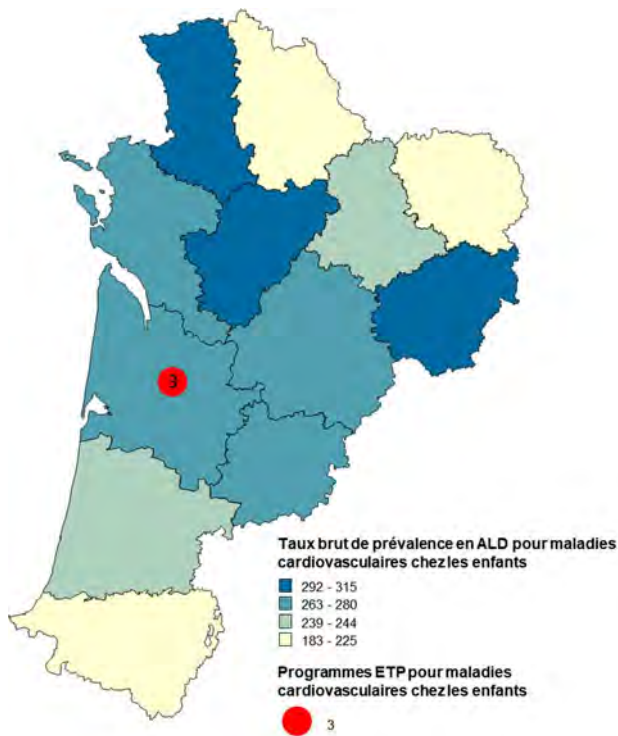 3
Taux brut de prévalence en ALD pour maladies
cardiovasculaires chez les enfants
292 - 315
263 - 280
239 - 244
183 - 225
Programmes ETP pour maladies
cardiovasculaires chez les enfants
3